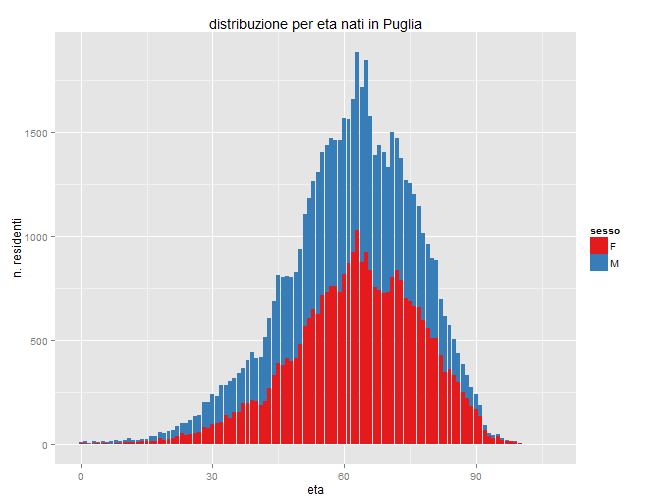 distribuzione per eta nati in Puglia
n. residenti
1500
1000
500
0
0 30 60 90
eta
sesso
F
M